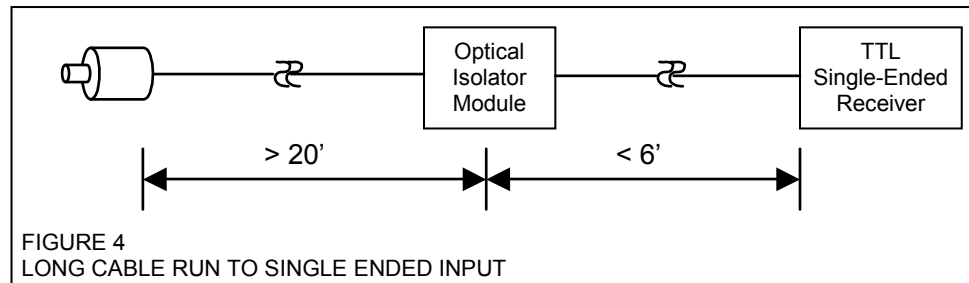 Optical
Isolator
Module
TTL
Single-Ended
Receiver
> 20’
< 6’
FIGURE 4
LONG CABLE RUN TO SINGLE ENDED INPUT